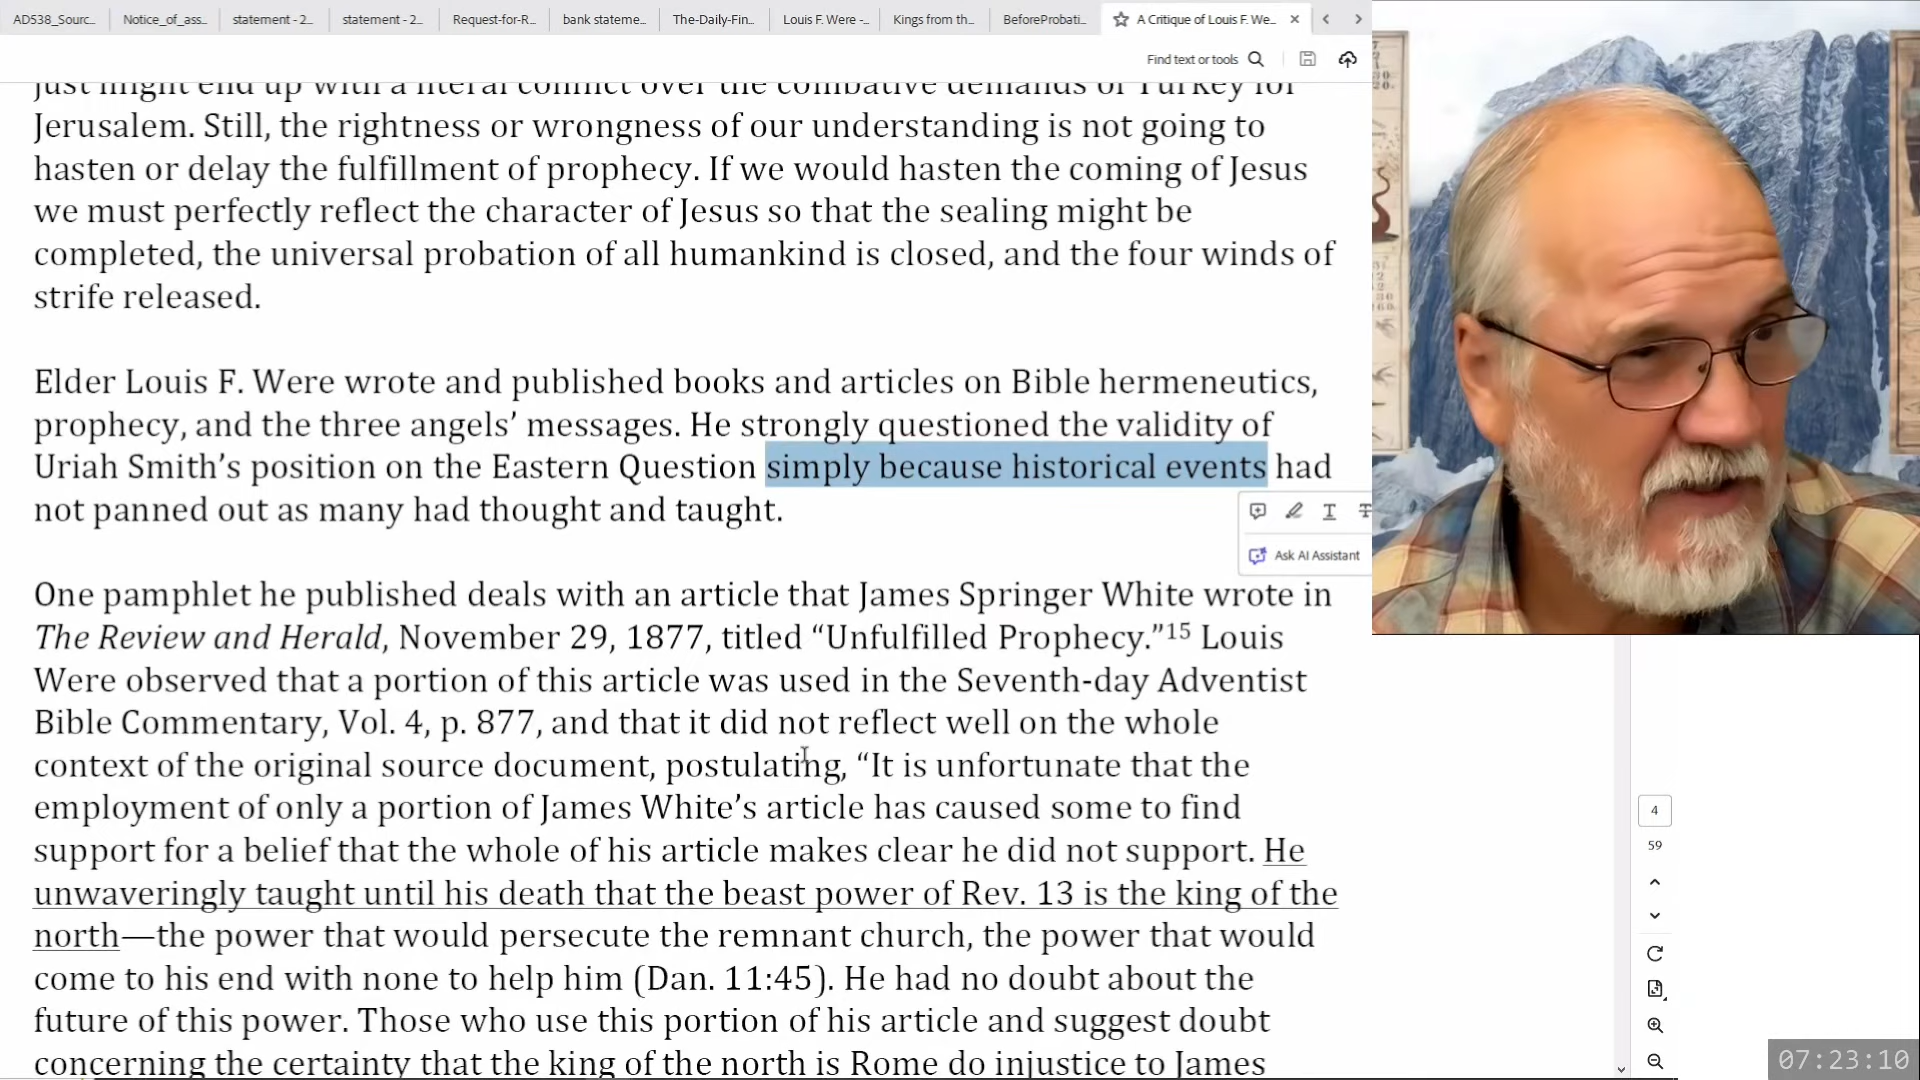 AD538_Sourc...
Notice_of_ass...
statement - 2...
statement - 2...
Request-for-R...
bank stateme...
The-Daily-Fin...
Louis F. Were -...
Kings from th...
BeforeProbati...
A Critique of Louis F. We...
Find text or tools
just might end up with a literal conflict over the combative demands of Turkey for
Jerusalem. Still, the rightness or wrongness of our understanding is not going to
hasten or delay the fulfillment of prophecy. If we would hasten the coming of Jesus
we must perfectly reflect the character of Jesus so that the sealing might be
completed, the universal probation of all humankind is closed, and the four winds of
strife released.
Elder Louis F. Were wrote and published books and articles on Bible hermeneutics,
prophecy, and the three angels’ messages. He strongly questioned the validity of
Uriah Smith’s position on the Eastern Question simply because historical events had
not panned out as many had thought and taught.
Ask AI Assistant
One pamphlet he published deals with an article that James Springer White wrote in
The Review and Herald, November 29, 1877, titled “Unfulfilled Prophecy.”15 Louis
Were observed that a portion of this article was used in the Seventh-day Adventist
Bible Commentary, Vol. 4, p. 877, and that it did not reflect well on the whole
context of the original source document, postulating, “It is unfortunate that the
employment of only a portion of James White’s article has caused some to find
support for a belief that the whole of his article makes clear he did not support. He
unwaveringly taught until his death that the beast power of Rev. 13 is the king of the
north—the power that would persecute the remnant church, the power that would
come to his end with none to help him (Dan. 11:45). He had no doubt about the
future of this power. Those who use this portion of his article and suggest doubt
concerning the certainty that the king of the north is Rome do injustice to James
4
59
07:23:10